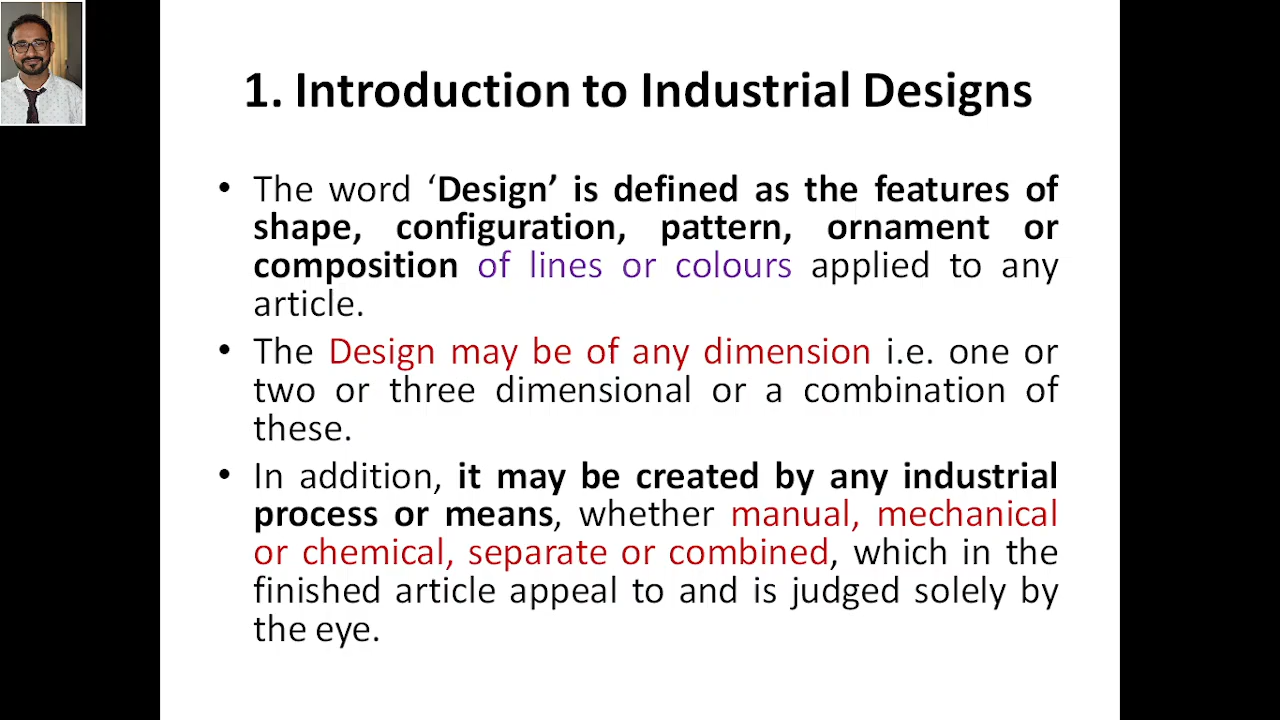 1. Introduction to Industrial Designs
• The word ‘Design’ is defined as the features of
shape, configuration, pattern, ornament or
composition of lines or colours applied to any
article.
• The Design may be of any dimension i.e. one or
two or three dimensional or a combination of
these.
• In addition, it may be created by any industrial
process or means, whether manual, mechanical
or chemical, separate or combined, which in the
finished article appeal to and is judged solely by
the eye.